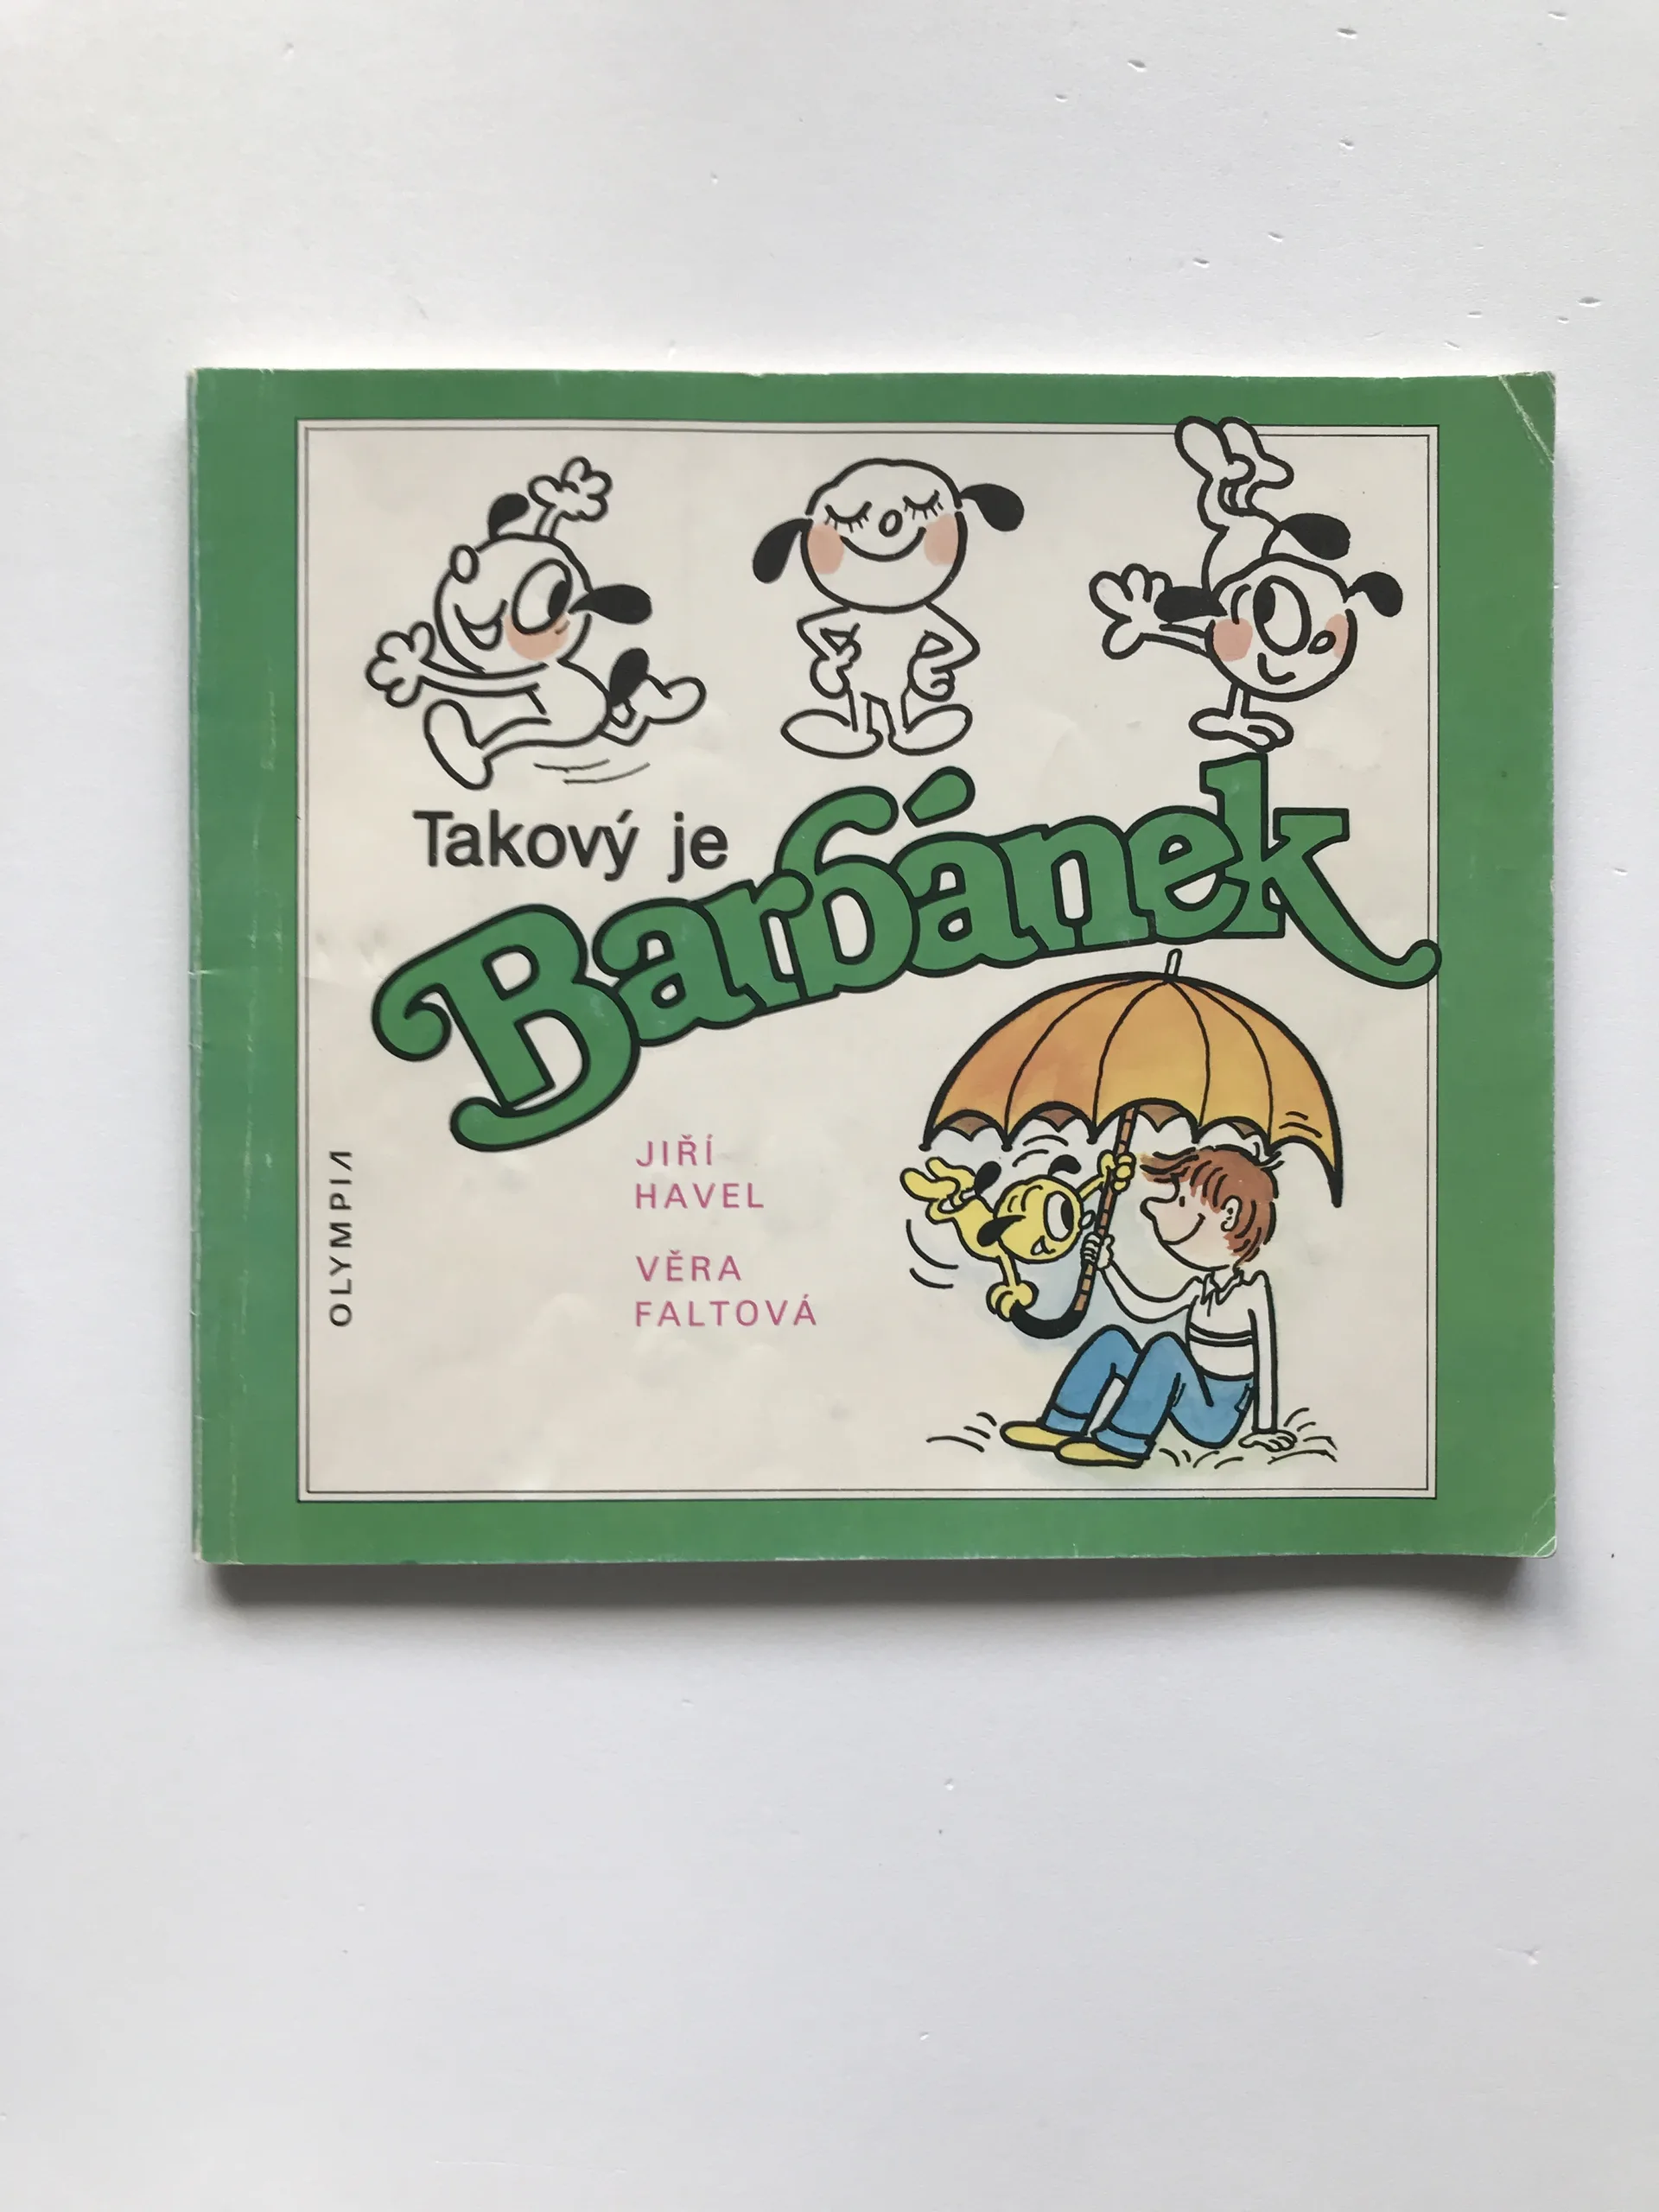 Takový je
Barbánek
JIŘÍ
HAVEL
VĚRA
FALTOVÁ
OLYMPIA